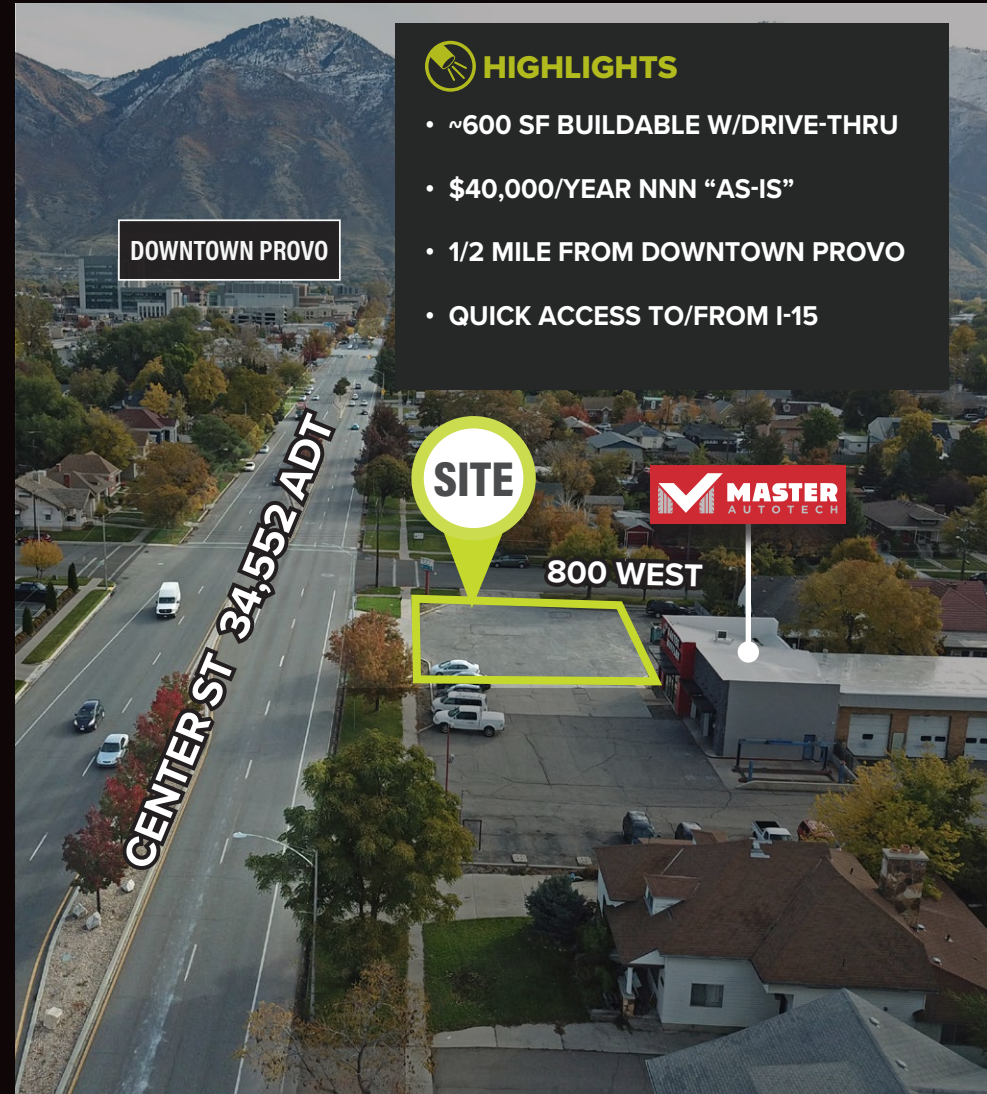 HIGHLIGHTS
• ~600 SF BUILDABLE W/DRIVE-THRU
• $40,000/YEAR NNN “AS-IS”
• 1/2 MILE FROM DOWNTOWN PROVO
• QUICK ACCESS TO/FROM I-15
DOWNTOWN PROVO
CENTER ST 34,552 ADT
SITE
MASTER
AUTOTECH
800 WEST